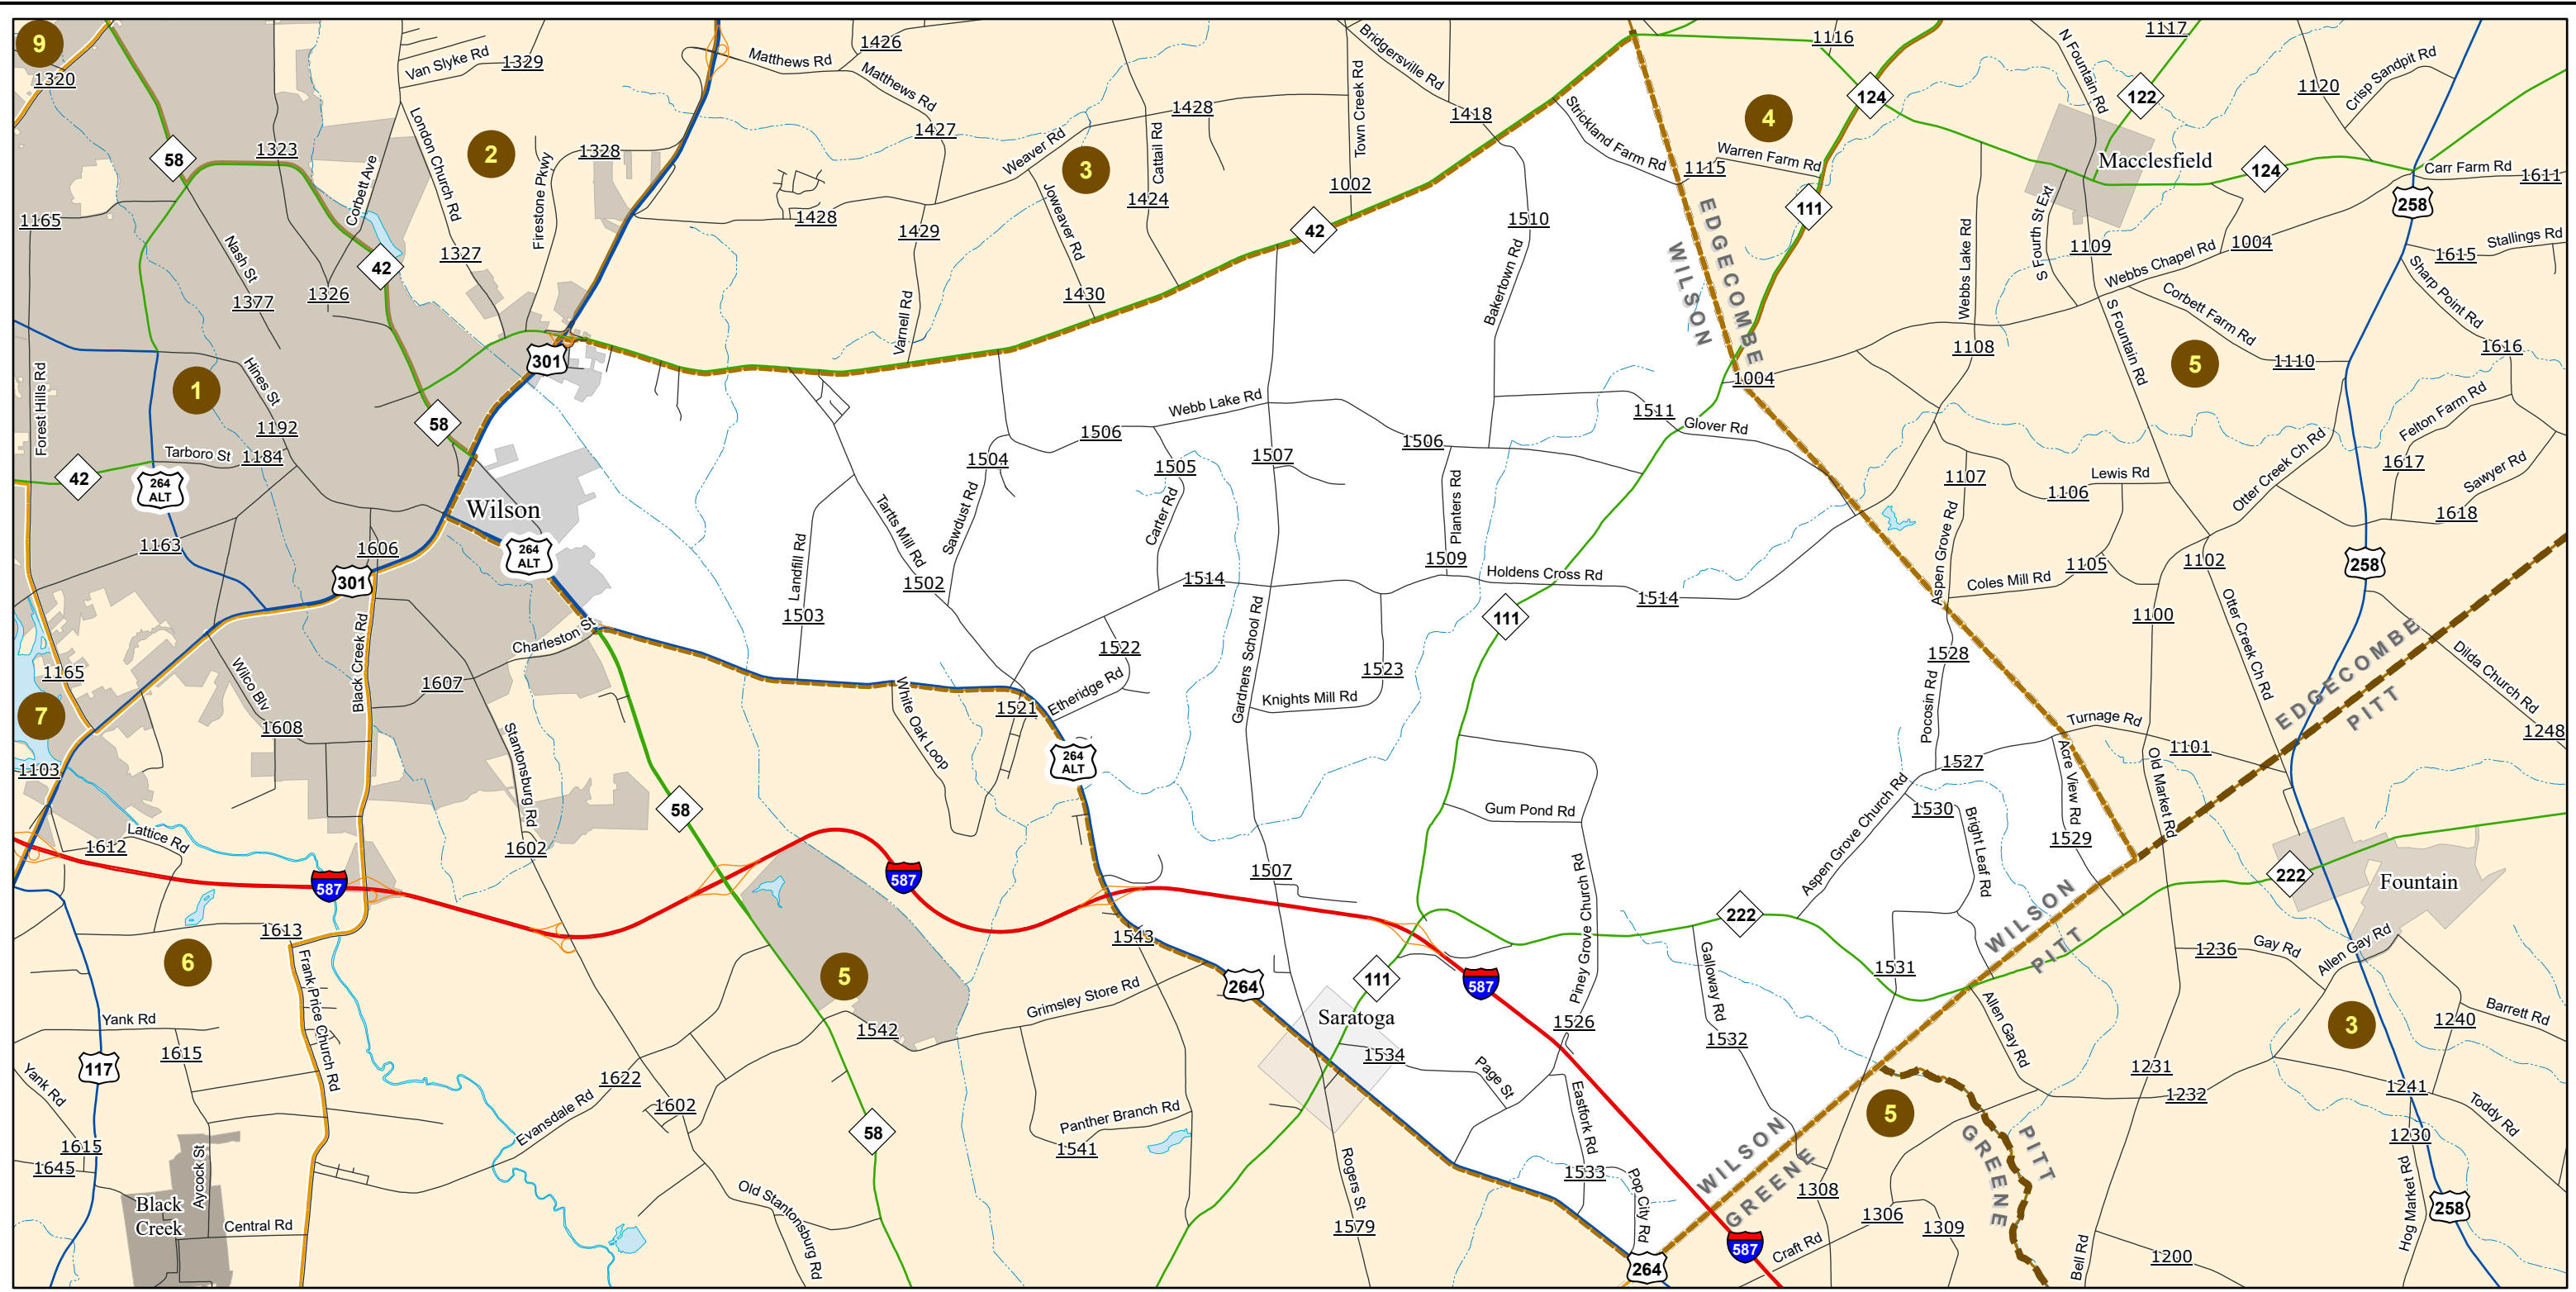 9
1320
Van Slyke Rd
1329
Matthews Rd
1426
Matthews Rd
1427
Bridgersville Rd
Town Creek Rd
1418
1116
N Fountain Rd
1117
1120
Crisp Sandpit Rd
58
1323
Corbett Ave
London Church Rd
2
Firestone Pkwy
1328
Weaver Rd
3
Cattail Rd
1428
1424
1002
Strickland Farm Rd
1115
4
Warren Farm Rd
124
122
Macclesfield
124
Carr Farm Rd
1611
258
1165
Nash St
1377
1326
42
1327
1428
1429
Joweaver Rd
1430
Varnell Rd
42
1510
Bakertown Rd
EDGECOMBE
WILSON
111
Webbs Lake Rd
1108
S Fourth St Ext
1109
Webbs Chapel Rd
1004
1615
Stallings Rd
Sharp Point Rd
Corbett Farm Rd
S Fountain Rd
1110
5
1616
Forest Hills Rd
1
Hines St
1192
Tarboro St
1184
42
264
ALT
301
58
Wilson
264
ALT
1163
1606
301
Webb Lake Rd
1506
1504
Sawdust Rd
1505
Carter Rd
1507
1506
Planters Rd
1509
1511
Glover Rd
1004
Tartts Mill Rd
1502
Landfill Rd
1503
1514
Holdens Cross Rd
1514
111
1107
Lewis Rd
1106
Otter Creek Ch Rd
Felton Farm Rd
1617
Sawyer Rd
1618
Aspen Grove Rd
Coles Mill Rd
1105
1102
258
1100
Otter Creek Ch Rd
Charleston St
Black Creek Rd
1607
Wilco Blv
1608
1165
7
1103
Stantonsburg Rd
1602
1522
Etheridge Rd
1521
White Oak Loop
Gardners School Rd
Knights Mill Rd
1523
264
ALT
1528
Pocosin Rd
Turnage Rd
1101
1527
Acre View Rd
1529
Old Market Rd
EDGECOMBE
PITT
Dilda Church Rd
1248
58
Gum Pond Rd
Piney Grove Church Rd
Aspen Grove Church Rd
1530
Bright Leaf Rd
Lattice Rd
1612
587
587
1507
222
222
Fountain
1613
1543
6
Frank Price Church Rd
5
264
Grimsley Store Rd
1542
111
587
Saratoga
1534
Page St
1526
Galloway Rd
1532
1531
WILSON
PITT
Allen Gay Rd
1236
Gay Rd
Allen Gay Rd
3
1240
Barrett Rd
Yank Rd
1615
117
Yank Rd
1622
Evansdale Rd
1602
58
Panther Branch Rd
1541
Rogers St
1579
Eastfork Rd
1533
Pop City Rd
WILSON
GREENE
5
GREENE
PITT
1231
1232
1241
Toddy Rd
1230
Hog Market Rd
258
1615
1645
Aycock St
Black
Creek
Central Rd
Old Stantonsburg Rd
264
587
Craft Rd
1308
1306
1309
Bell Rd
1200